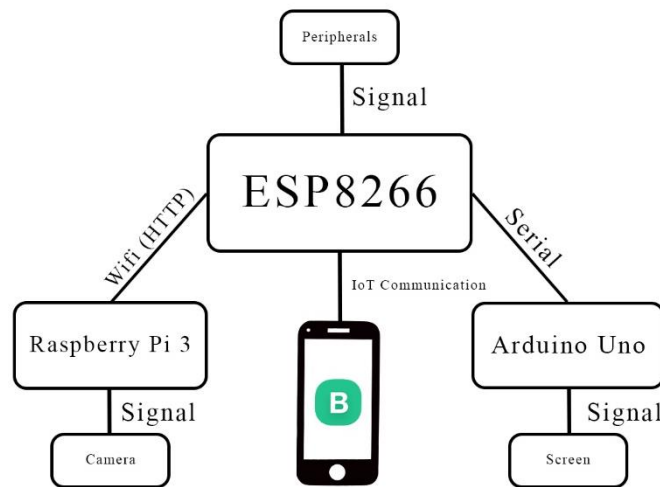 Peripherals
Signal
ESP8266
Wifi (HTTP)
Serial
IoT Communication
Raspberry Pi 3
Arduino Uno
B
Signal
Signal
Camera
Screen